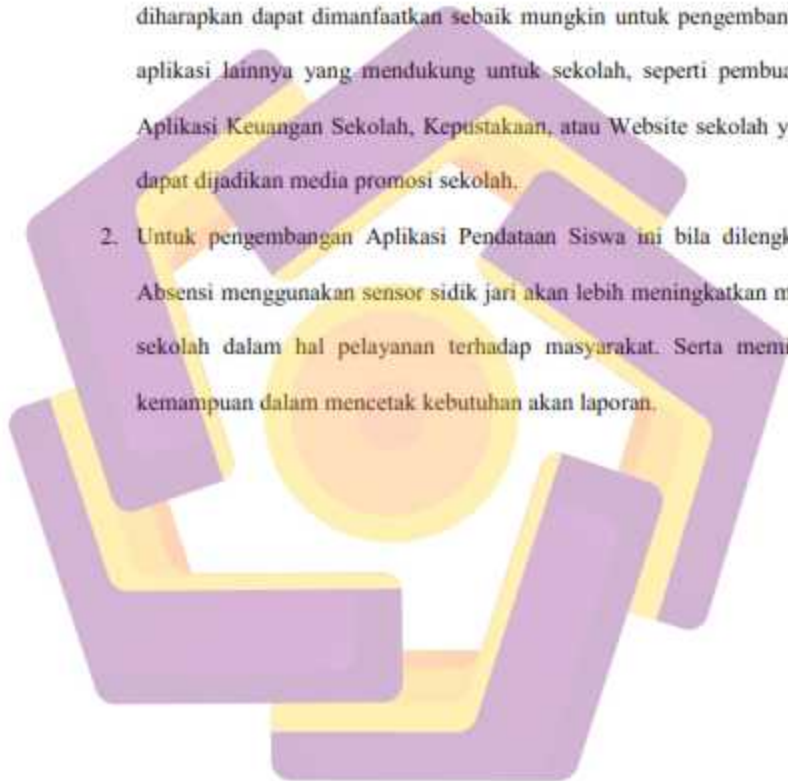 diharapkan dapat dimanfaatkan sebaik mungkin untuk pengemban
aplikasi lainnya yang mendukung untuk sekolah, seperti pembua
Aplikasi Keuangan Sekolah, Kepustakaan, atau Website sekolah y
dapat dijadikan media promosi sekolah.
2. Untuk pengembangan Aplikasi Pendataan Siswa ini bila dilengk
Absensi menggunakan sensor sidik jari akan lebih meningkatkan m
sekolah dalam hal pelayanan terhadap masyarakat. Serta memi
kemampuan dalam mencetak kebutuhan akan laporan.